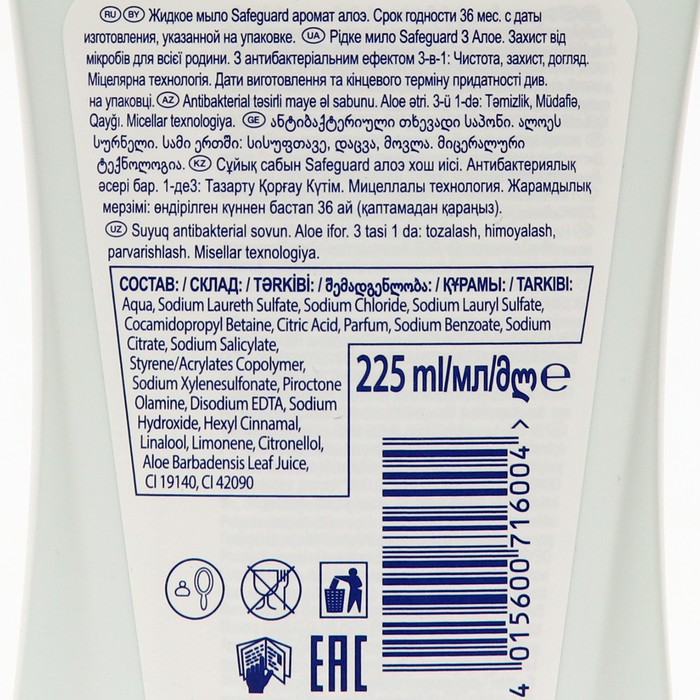 RU BY Жидкое мыло Safeguard аромат алоэ. Срок годности 36 мес. с даты
изготовления, указанной на упаковке. UA Рідке мило Safeguard З Алое. Захист від
мікробів для всієї родини. З антибактеріальним ефектом 3-в-1: Чистота, захист, догляд.
Міцелярна технологія. Дати виготовлення та кінцевого терміну придатності див.
на упаковці. AZ Antibakterial təsirli maye əl sabunu. Aloe ətri. 3-ü 1-də: Təmizlik, Müdafiə,
Qayğı. Micellar texnologiya. GE ანტიბაქტერიული თხევადი საპონი. ალოეს
სურნელი. სამი ერთში: სისუფთავე, დაცვა, მოვლა. მიცერალური
ტექნოლოგია. KZ Сұйық сабын Safeguard алоэ хош иісі. Антибактериялық
әсері бар. 1-де3: Тазарту Қорғау Күтім. Мицеллалы технология. Жарамдылық
мерзімі: өндірілген күннен бастап 36 ай (қаптамадан қараңыз).
UZ Suyuq antibakterial sovun. Aloe ifor. 3 tasi 1 da: tozalash, himoyalash,
parvarishlash. Misellar texnologiya.
СОСТАВ: / СКЛАД: / TƏRKİBİ: / შემადგენლობა: / ҚҰРАМЫ: / TARKIBI:
Aqua, Sodium Laureth Sulfate, Sodium Chloride, Sodium Lauryl Sulfate,
Cocamidopropyl Betaine, Citric Acid, Parfum, Sodium Benzoate, Sodium
Citrate, Sodium Salicylate,
Styrene/Acrylates Copolymer,
Sodium Xylenesulfonate, Piroctone
Olamine, Disodium EDTA, Sodium
Hydroxide, Hexyl Cinnamal,
Linalool, Limonene, Citronellol,
Aloe Barbadensis Leaf Juice,
CI 19140, CI 42090
225 ml/мл/მლ℮
4 015600 716004 >
EAC